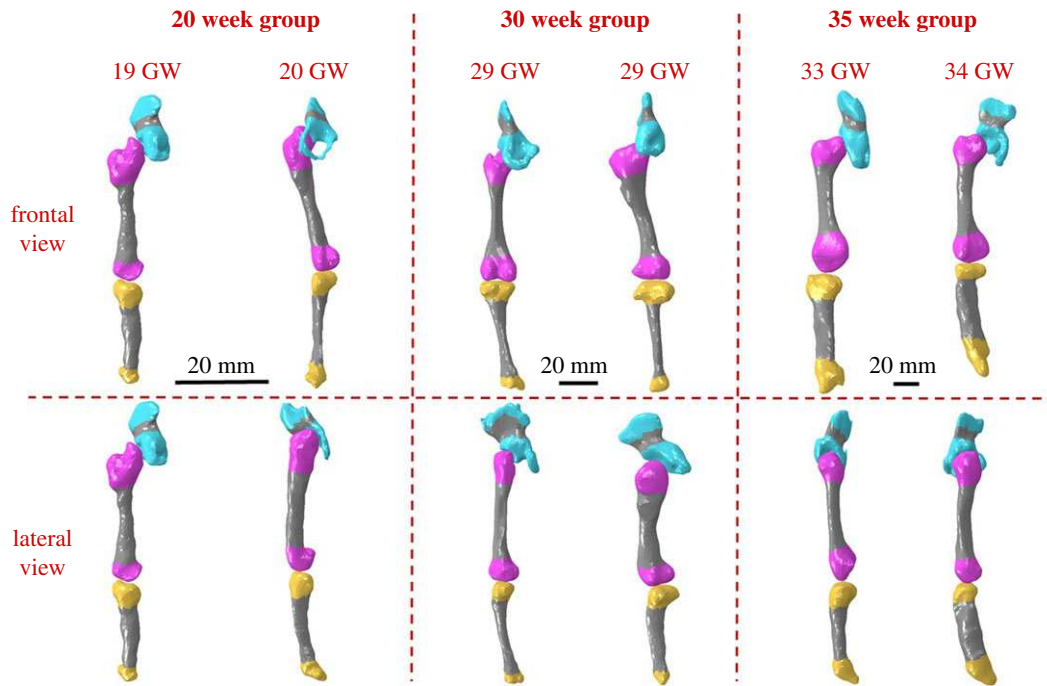 20 week group
30 week group
35 week group
19 GW
20 GW
29 GW
29 GW
33 GW
34 GW
frontal
view
20 mm
20 mm
20 mm
lateral
view